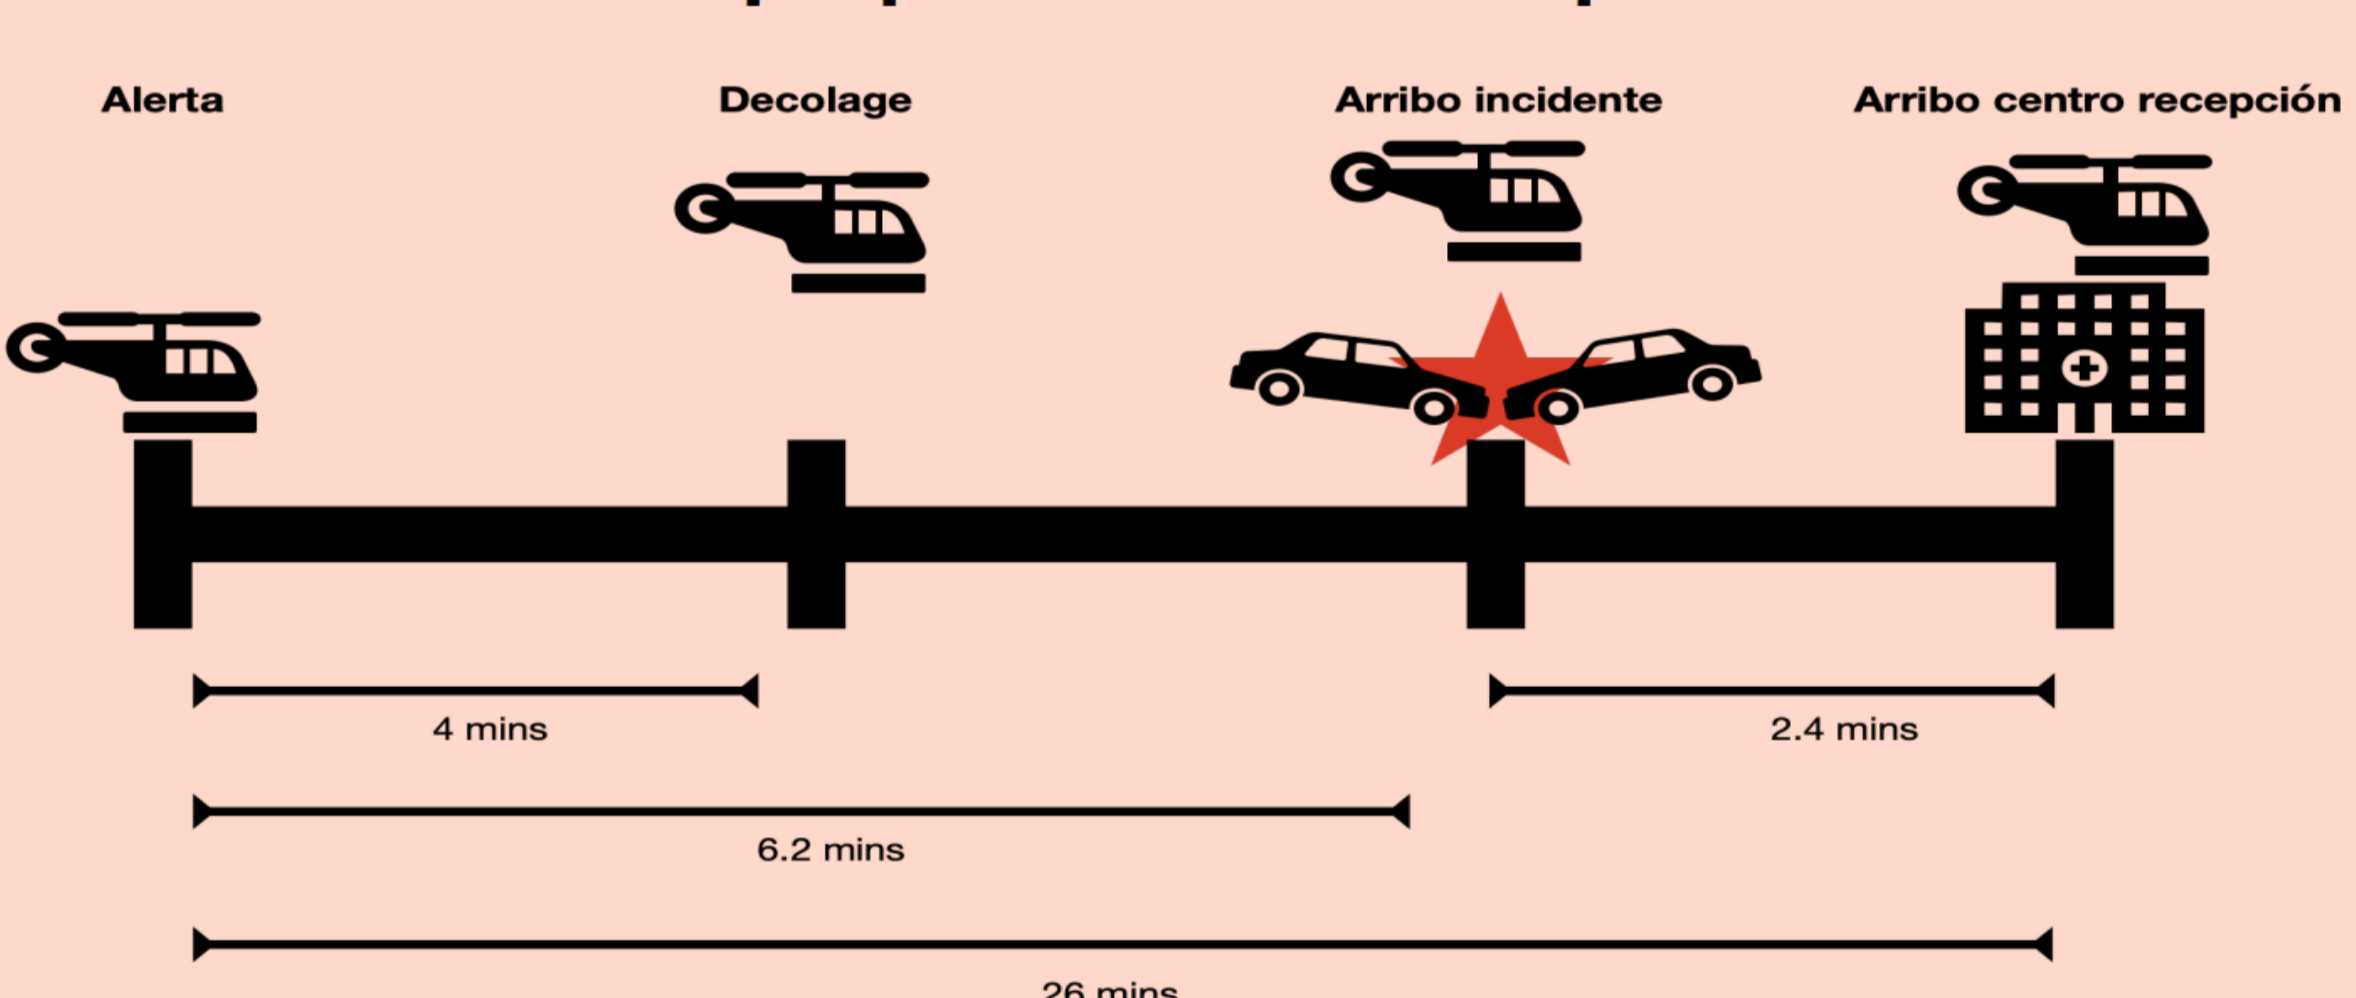 Alerta
Decolage
Arribo incidente
Arribo centro recepción
4 mins
2.4 mins
6.2 mins
26 mins